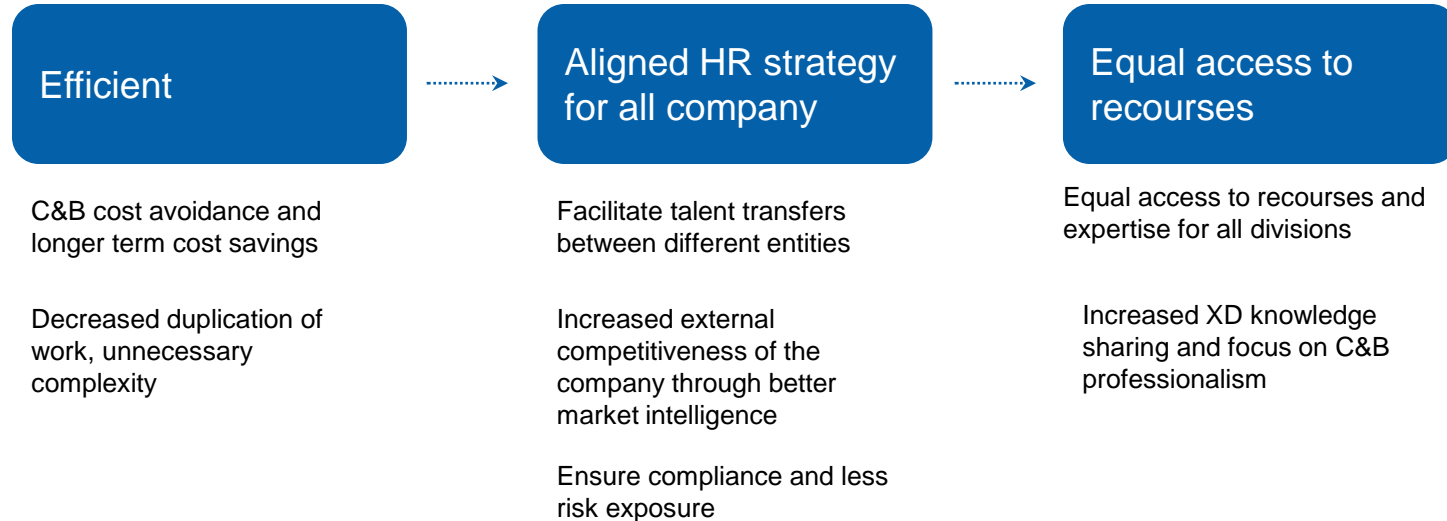 Efficient
C&B cost avoidance and
longer term cost savings
Decreased duplication of
work, unnecessary
complexity
Aligned HR strategy
for all company
Facilitate talent transfers
between different entities
Increased external
competitiveness of the
company through better
market intelligence
Ensure compliance and less
risk exposure
Equal access to
recourses
Equal access to recourses and
expertise for all divisions
Increased XD knowledge
sharing and focus on C&B
professionalism